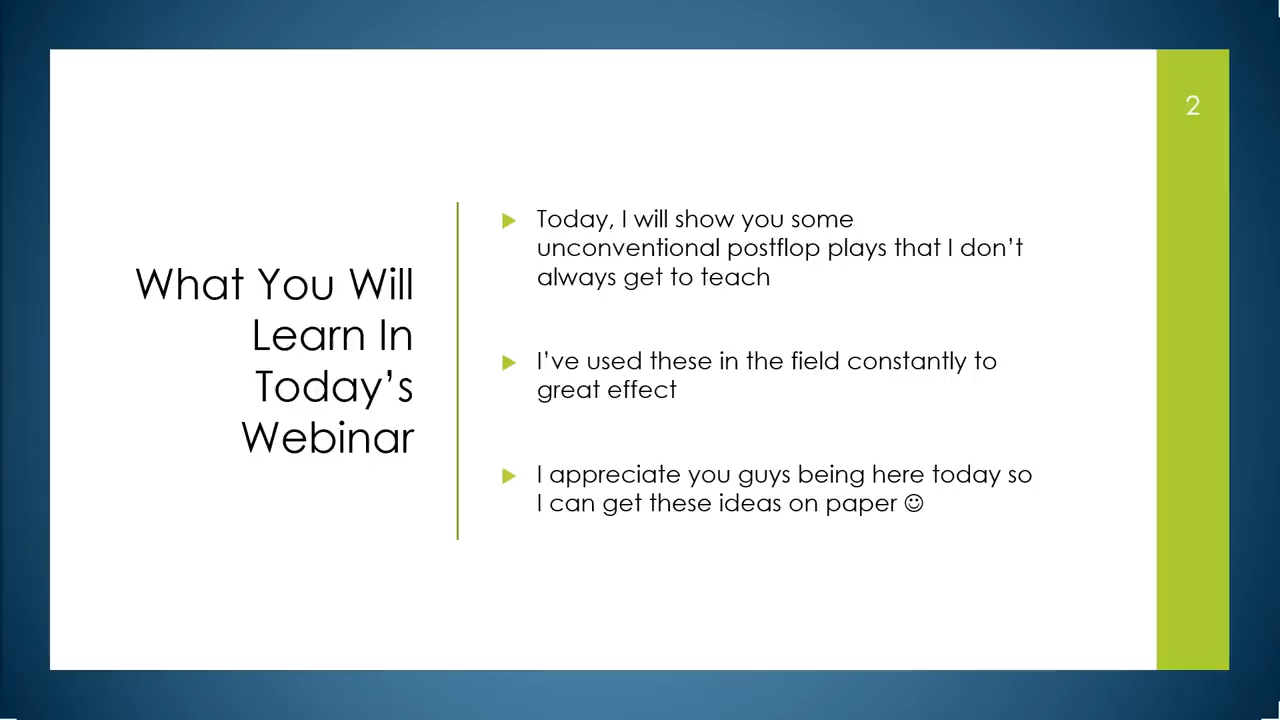 2
What You Will
Learn In
Today’s
Webinar
Today, I will show you some
unconventional postflop plays that I don’t
always get to teach
I’ve used these in the field constantly to
great effect
I appreciate you guys being here today so
I can get these ideas on paper ☺